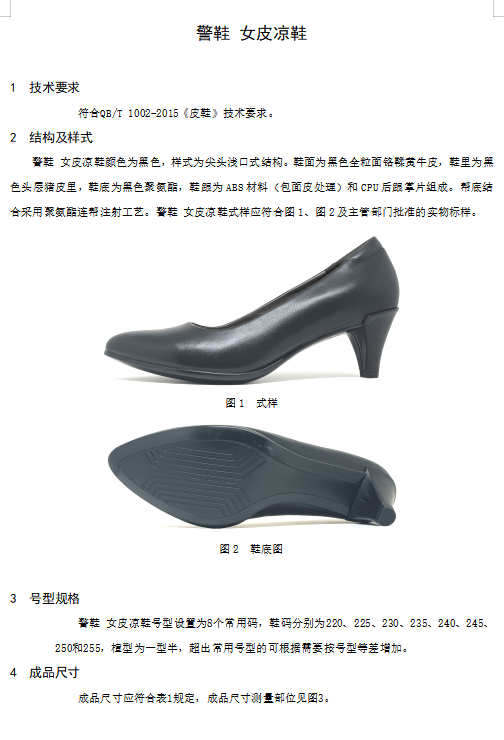 警鞋 女皮凉鞋
1 技术要求
符合QB/T 1002-2015《皮鞋》技术要求。
2 结构及样式
警鞋 女皮凉鞋颜色为黑色，样式为尖头浅口式结构。鞋面为黑色全粒面铬鞣黄牛皮，鞋里为黑
色头层猪皮里，鞋底为黑色聚氨酯，鞋跟为ABS材料（包面皮处理）和CPU后跟掌片组成。帮底结
合采用聚氨酯连帮注射工艺。警鞋 女皮凉鞋式样应符合图1、图2及主管部门批准的实物标样。
图1 式样
图2 鞋底图
3 号型规格
警鞋 女皮凉鞋号型设置为8个常用码，鞋码分别为220、225、230、235、240、245、
250和255，楦型为一型半，超出常用号型的可根据需要按号型等差增加。
4 成品尺寸
成品尺寸应符合表1规定，成品尺寸测量部位见图3。